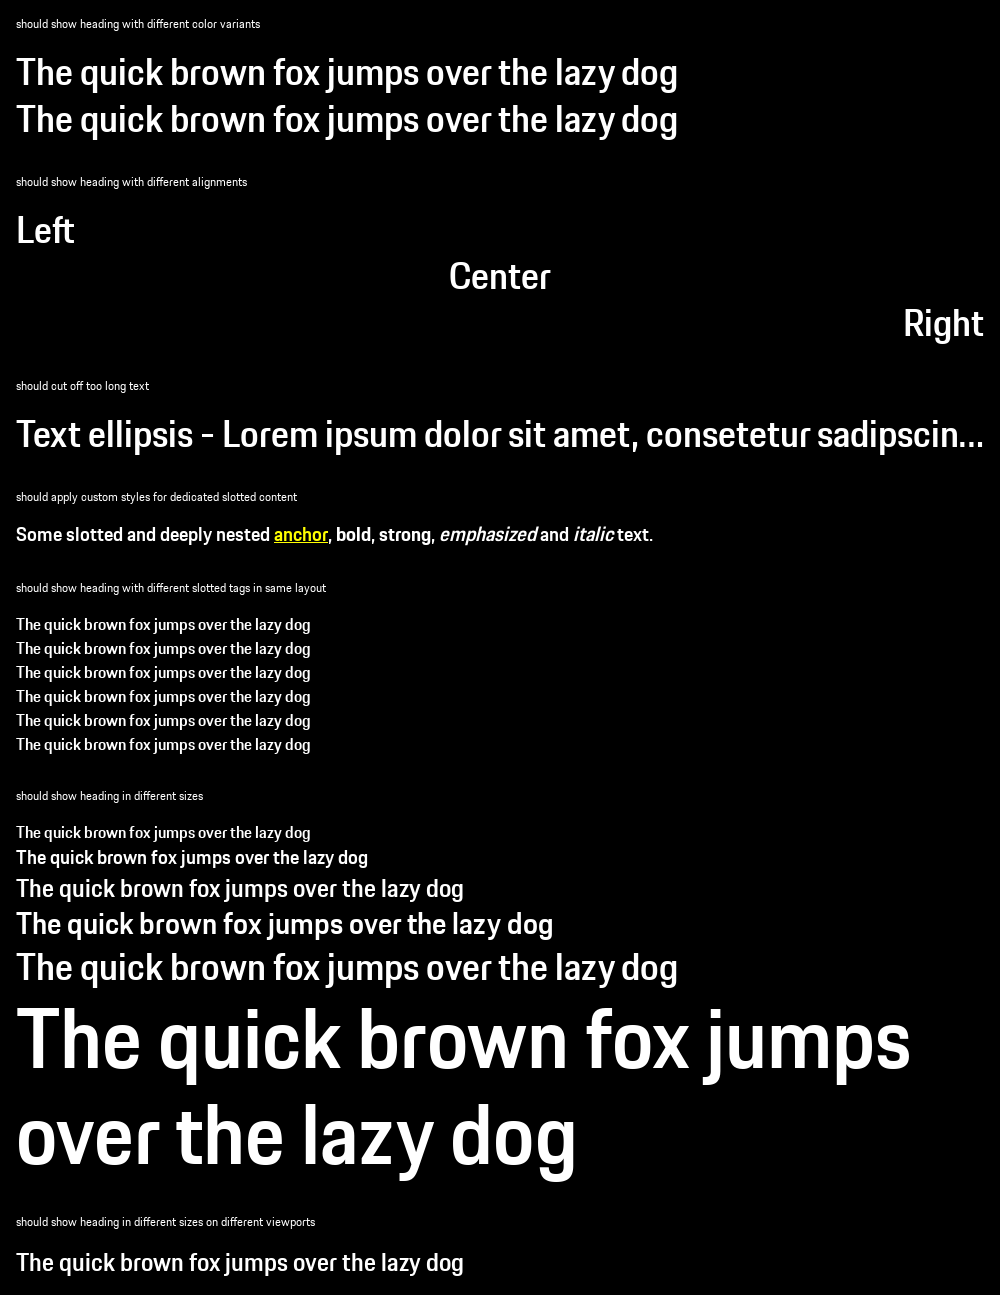 should show heading with different color variants
The quick brown fox jumps over the lazy dog
The quick brown fox jumps over the lazy dog
should show heading with different alignments
Left
Center
Right
should cut off too long text
Text ellipsis - Lorem ipsum dolor sit amet, consetetur sadipscin...
should apply custom styles for dedicated slotted content
Some slotted and deeply nested anchor, bold, strong, emphasized and italic text.
should show heading with different slotted tags in same layout
The quick brown fox jumps over the lazy dog
The quick brown fox jumps over the lazy dog
The quick brown fox jumps over the lazy dog
The quick brown fox jumps over the lazy dog
The quick brown fox jumps over the lazy dog
The quick brown fox jumps over the lazy dog
should show heading in different sizes
The quick brown fox jumps over the lazy dog
The quick brown fox jumps over the lazy dog
The quick brown fox jumps over the lazy dog
The quick brown fox jumps over the lazy dog
The quick brown fox jumps over the lazy dog
The quick brown fox jumps
over the lazy dog
should show heading in different sizes on different viewports
The quick brown fox jumps over the lazy dog